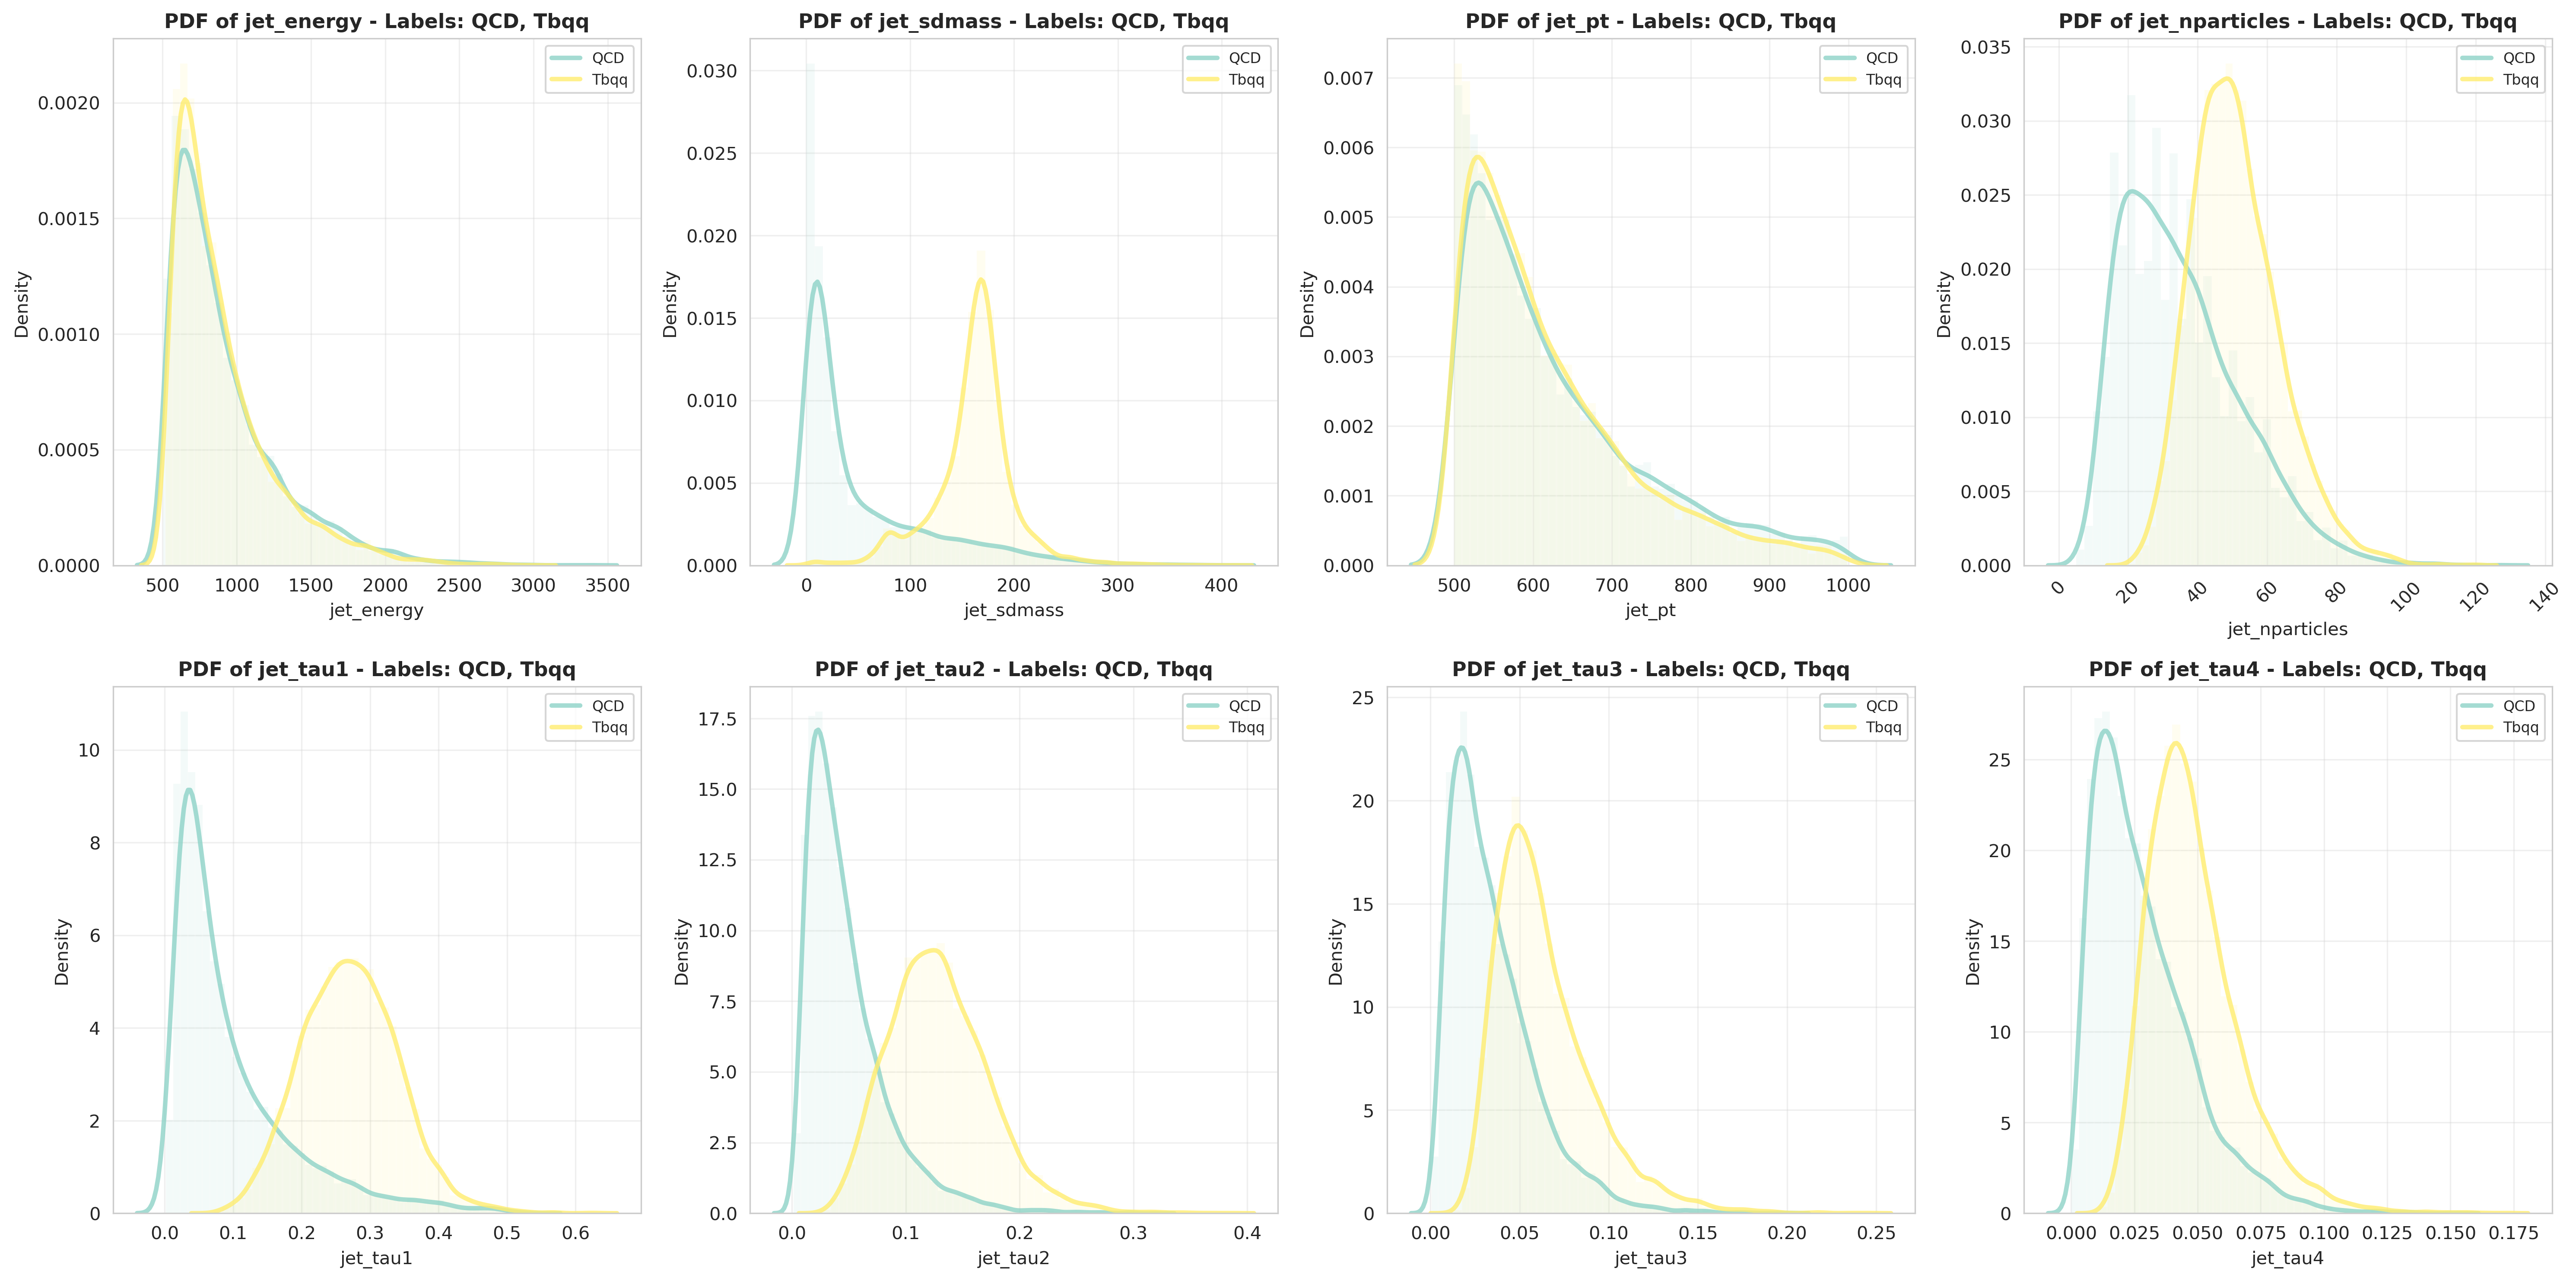 PDF of jet_energy - Labels: QCD, Tbqq
QCD
Tbqq
Density
0.0020
0.0015
0.0010
0.0005
0.0000
500 1000 1500 2000 2500 3000 3500
jet_energy
PDF of jet_sdmass - Labels: QCD, Tbqq
QCD
Tbqq
Density
0.030
0.025
0.020
0.015
0.010
0.005
0.000
0 100 200 300 400
jet_sdmass
PDF of jet_pt - Labels: QCD, Tbqq
QCD
Tbqq
Density
0.007
0.006
0.005
0.004
0.003
0.002
0.001
0.000
500 600 700 800 900 1000
jet_pt
PDF of jet_nparticles - Labels: QCD, Tbqq
QCD
Tbqq
Density
0.035
0.030
0.025
0.020
0.015
0.010
0.005
0.000
0 20 40 60 80 100 120 140
jet_nparticles
PDF of jet_tau1 - Labels: QCD, Tbqq
QCD
Tbqq
Density
10
8
6
4
2
0
0.0 0.1 0.2 0.3 0.4 0.5 0.6
jet_tau1
PDF of jet_tau2 - Labels: QCD, Tbqq
QCD
Tbqq
Density
17.5
15.0
12.5
10.0
7.5
5.0
2.5
0.0
0.0 0.1 0.2 0.3 0.4
jet_tau2
PDF of jet_tau3 - Labels: QCD, Tbqq
QCD
Tbqq
Density
25
20
15
10
5
0
0.00 0.05 0.10 0.15 0.20 0.25
jet_tau3
PDF of jet_tau4 - Labels: QCD, Tbqq
QCD
Tbqq
Density
25
20
15
10
5
0
0.000 0.025 0.050 0.075 0.100 0.125 0.150 0.175
jet_tau4